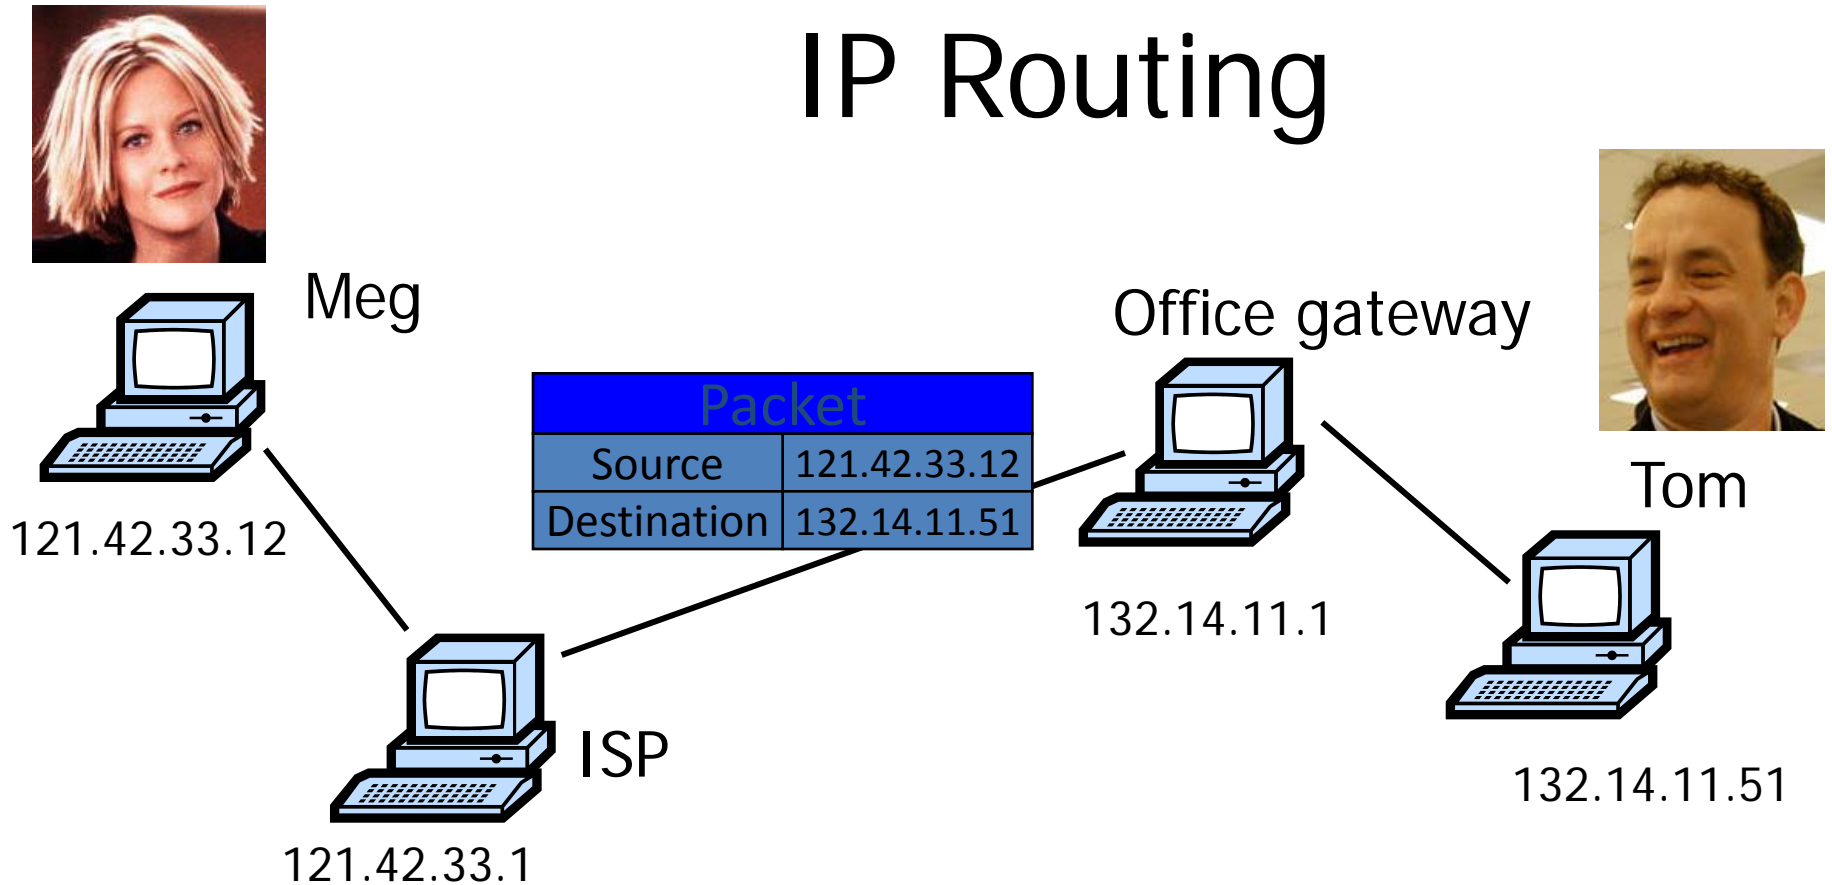 IP Routing
Meg
Office gateway
Packet
Source 121.42.33.12
Destination 132.14.11.51
Tom
121.42.33.12
132.14.11.1
ISP
132.14.11.51
121.42.33.1